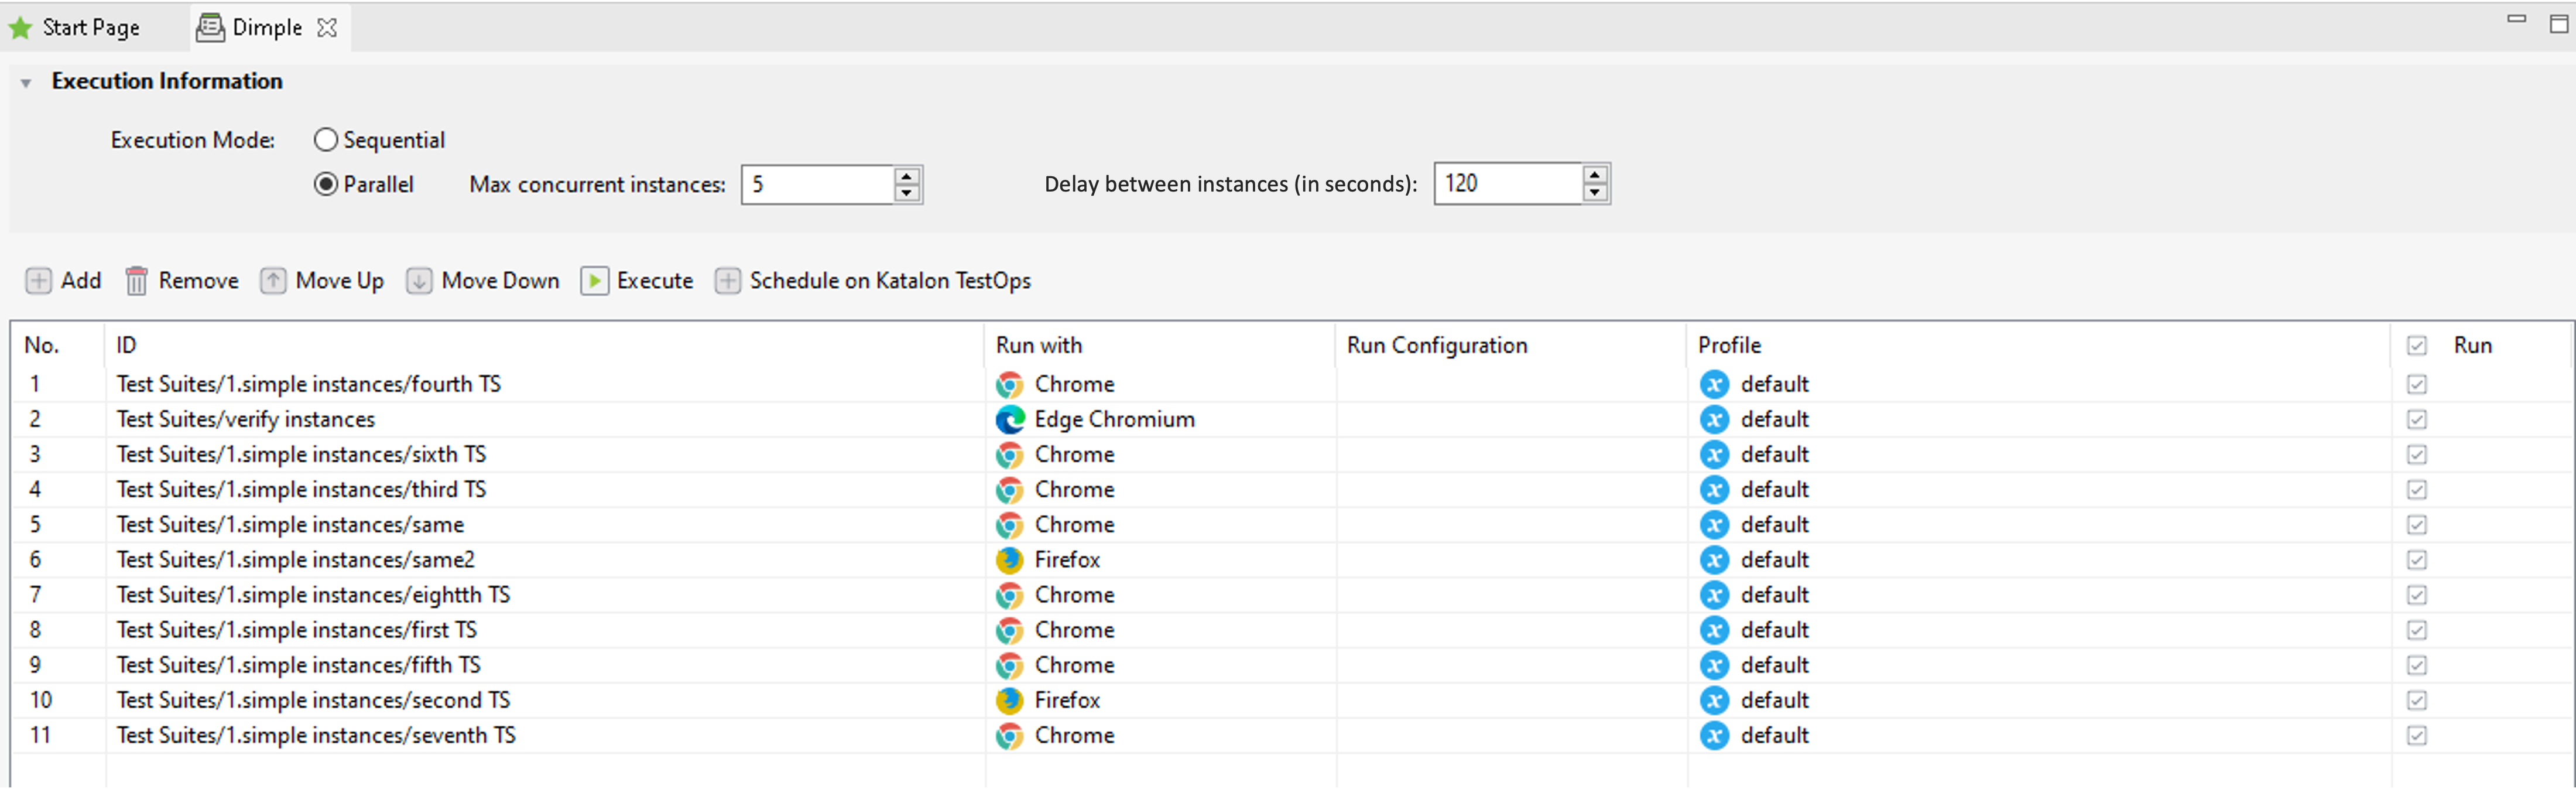 Start Page Dimple
Execution Information
Execution Mode: Sequential
Parallel Max concurrent instances: 5 Delay between instances (in seconds): 120
Add Remove Move Up Move Down Execute Schedule on Katalon TestOps
No. ID Run with Run Configuration Profile Run
1 Test Suites/1.simple instances/fourth TS Chrome default
2 Test Suites/verify instances Edge Chromium default
3 Test Suites/1.simple instances/sixth TS Chrome default
4 Test Suites/1.simple instances/third TS Chrome default
5 Test Suites/1.simple instances/same Chrome default
6 Test Suites/1.simple instances/same2 Firefox default
7 Test Suites/1.simple instances/eightth TS Chrome default
8 Test Suites/1.simple instances/first TS Chrome default
9 Test Suites/1.simple instances/fifth TS Chrome default
10 Test Suites/1.simple instances/second TS Firefox default
11 Test Suites/1.simple instances/seventh TS Chrome default